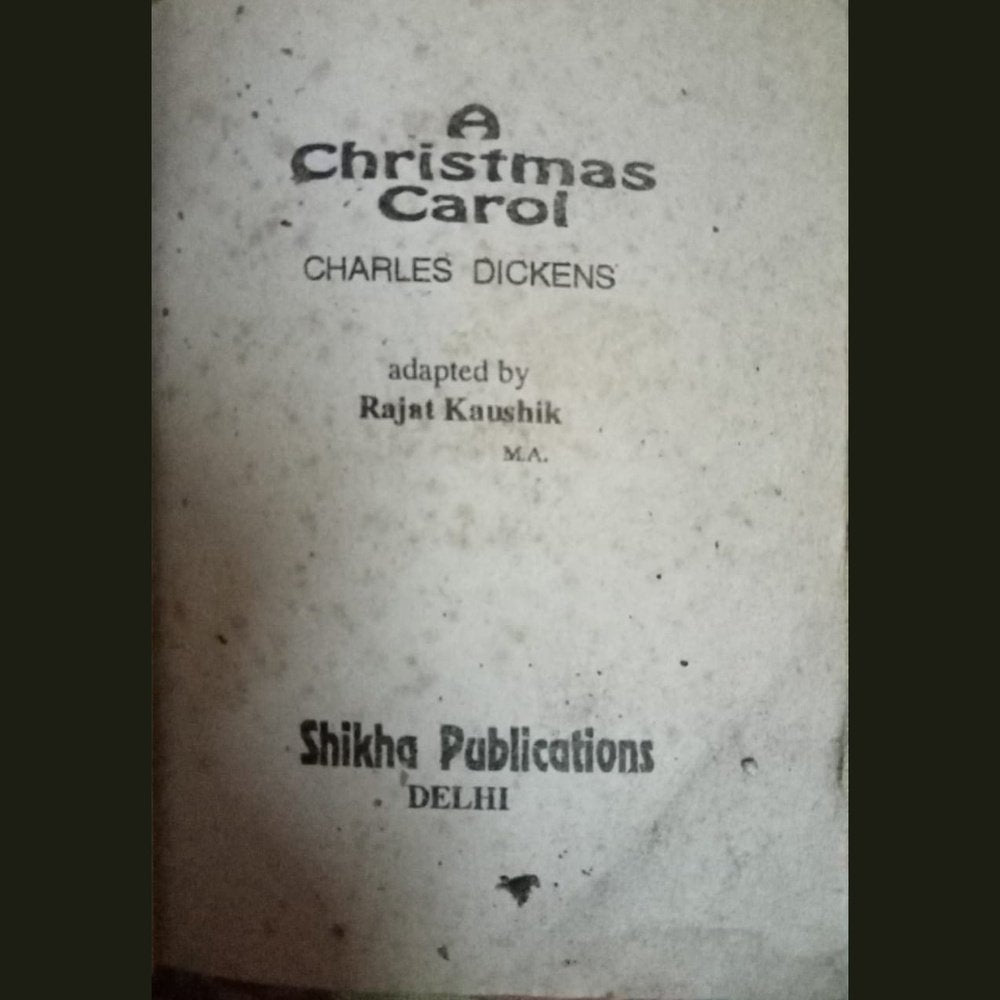 A
Christmas
Carol
CHARLES DICKENS
adapted by
Rajat Kaushik
M.A.
Shikha Publications
DELHI